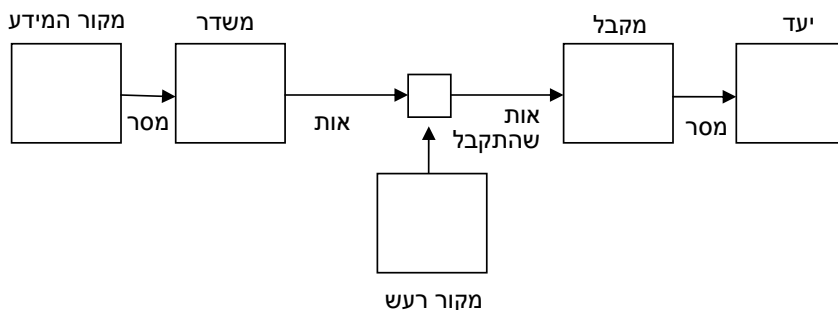 מקור המידע
משדר
מקבל
יעד
מסר
אות
אות
שהתקבל
מסר
מקור רעש